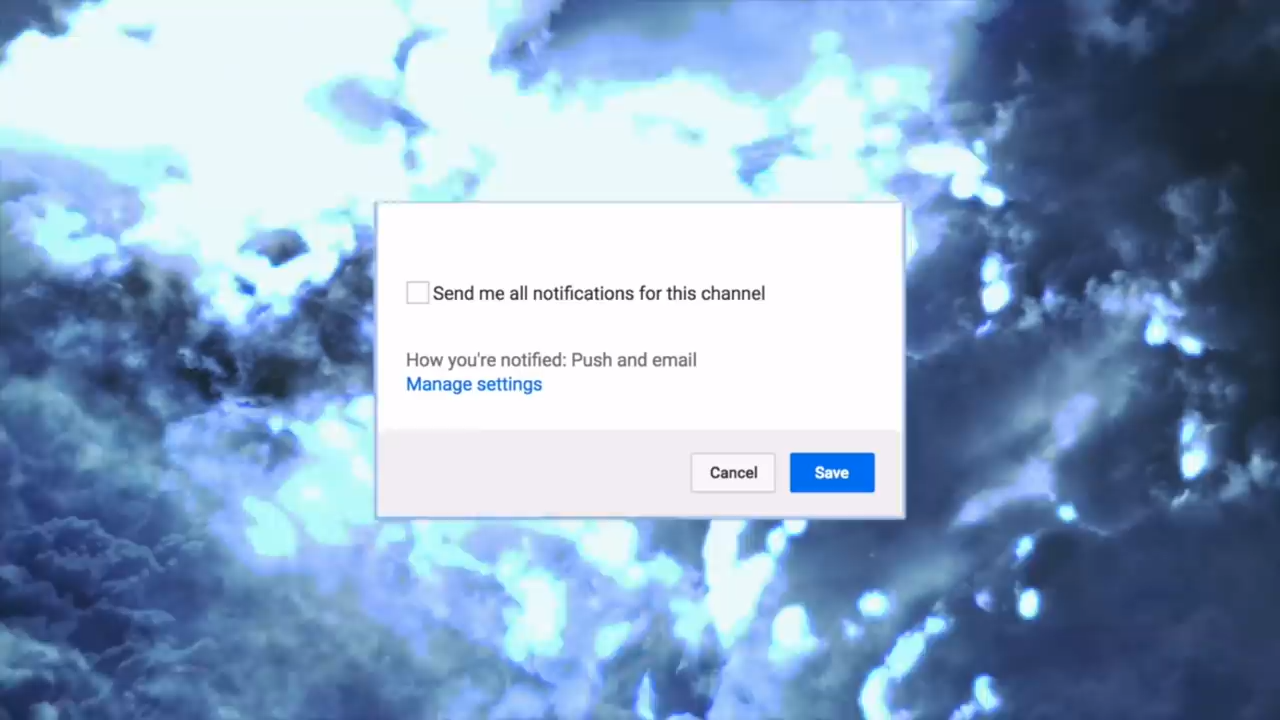 Send me all notifications for this channel
How you're notified: Push and email
Manage settings
Cancel
Save